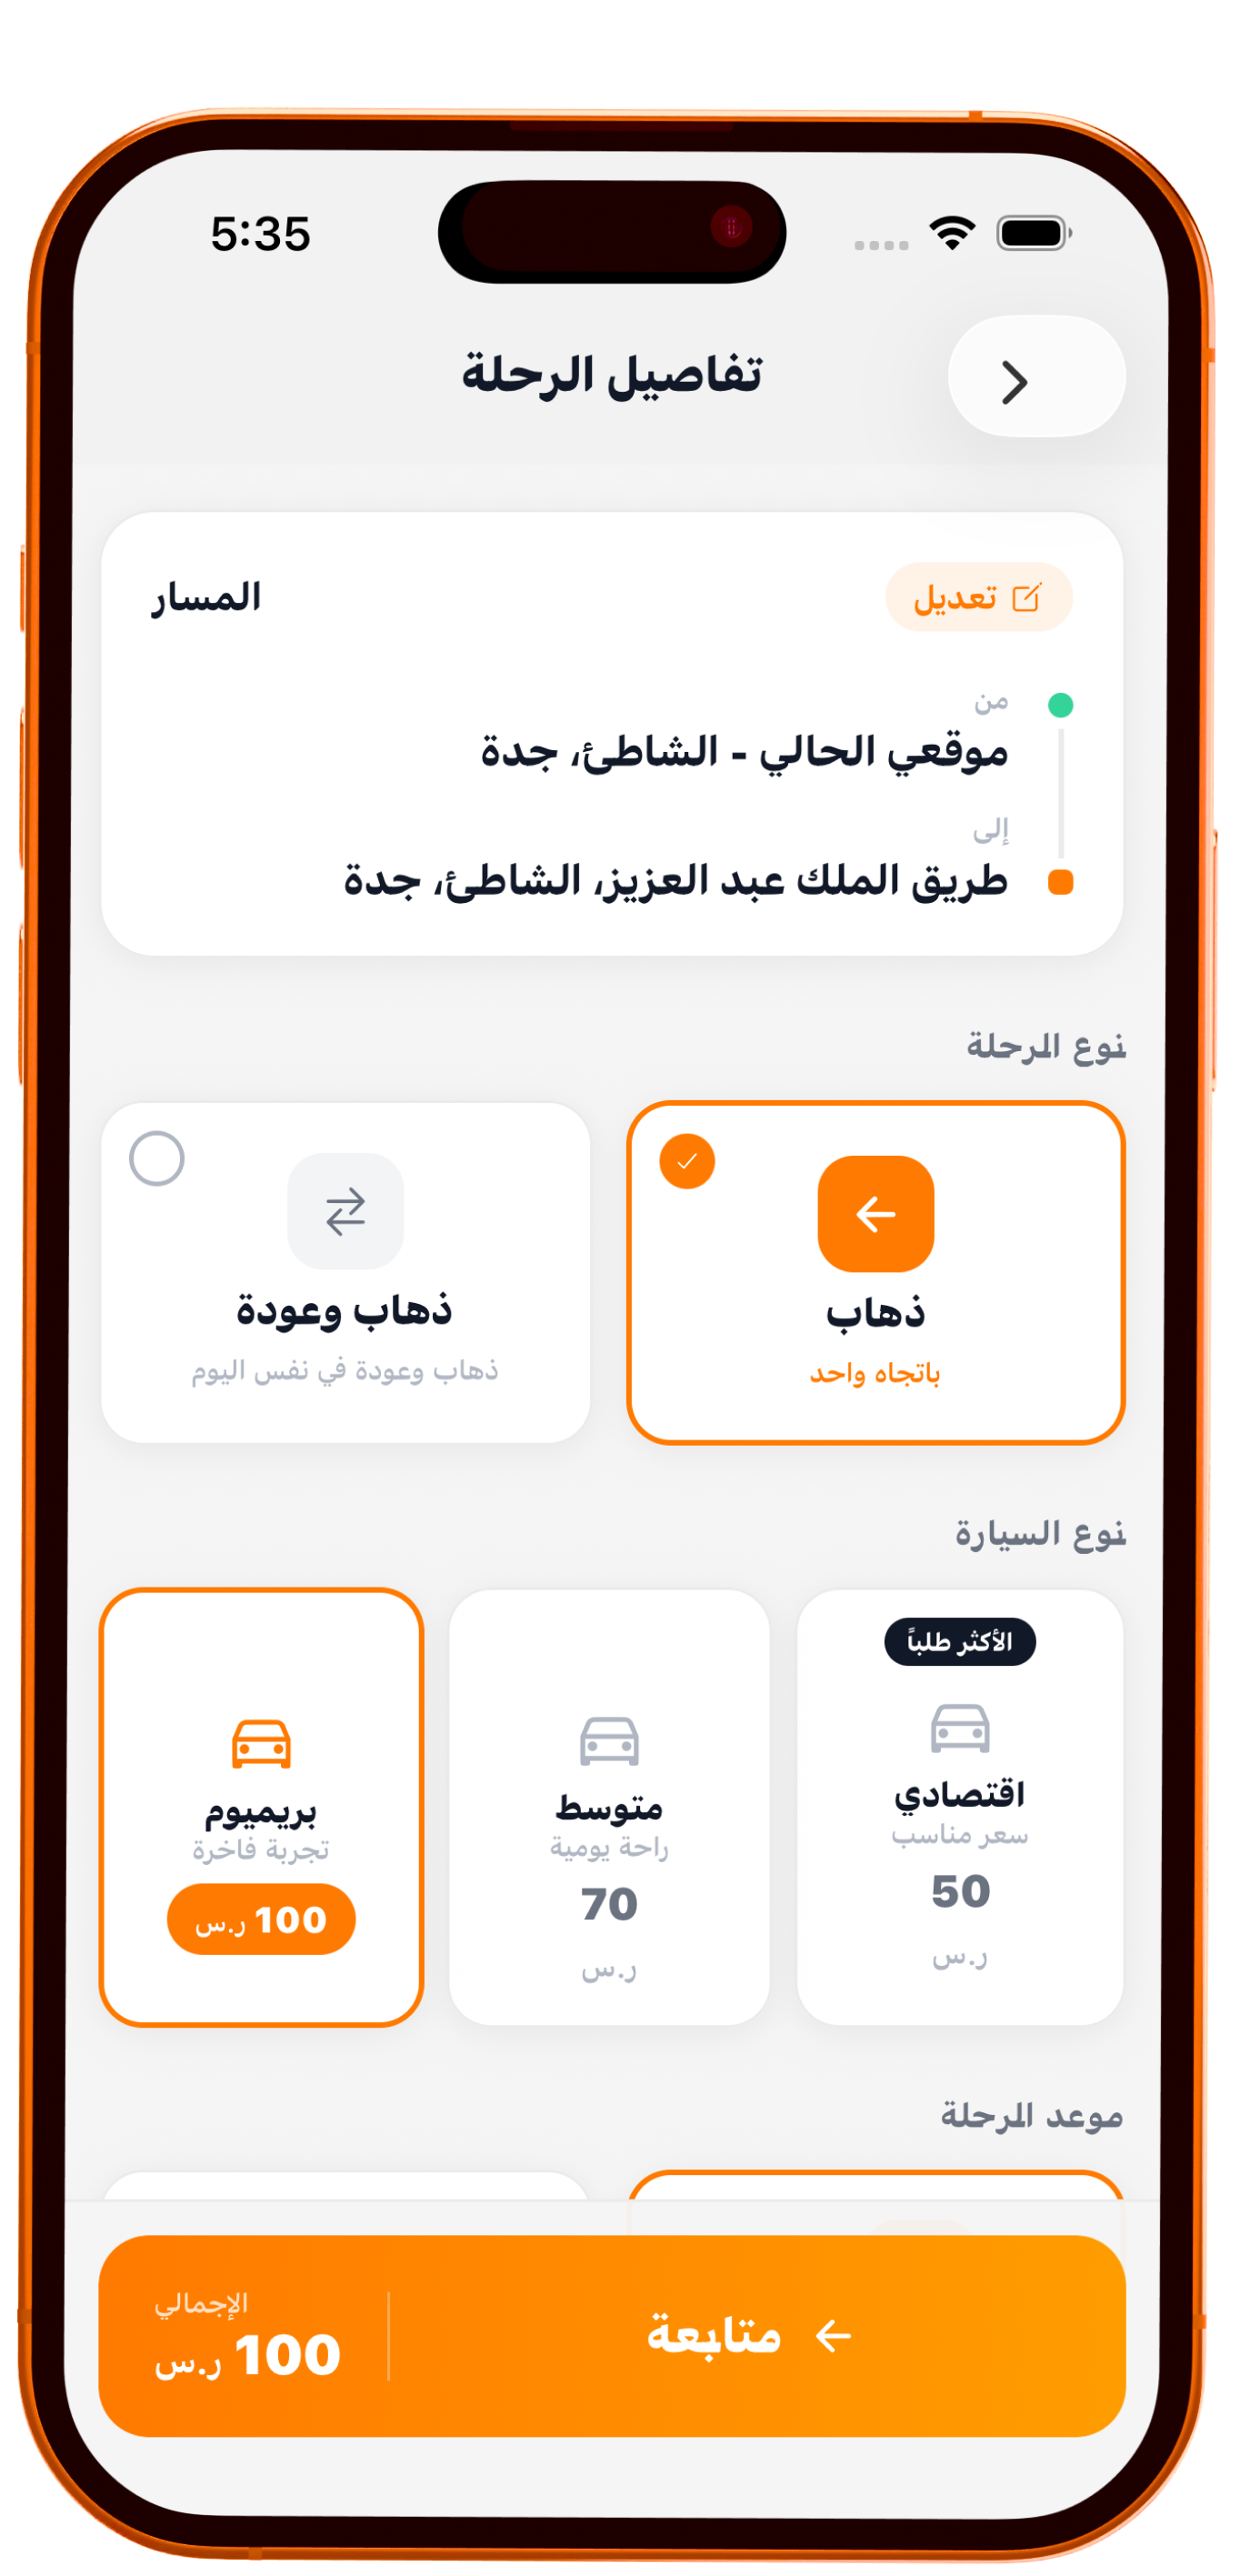 5:35
تفاصيل الرحلة
تعديل
المسار
من
موقعي الحالي - الشاطئ، جدة
إلى
طريق الملك عبد العزيز، الشاطئ، جدة
نوع الرحلة
ذهاب
باتجاه واحد
ذهاب وعودة
ذهاب وعودة في نفس اليوم
نوع السيارة
الأكثر طلباً
اقتصادي
سعر مناسب
50
ر.س
متوسط
راحة يومية
70
ر.س
بريميوم
تجربة فاخرة
100 ر.س
موعد الرحلة
متابعة
الإجمالي
100 ر.س